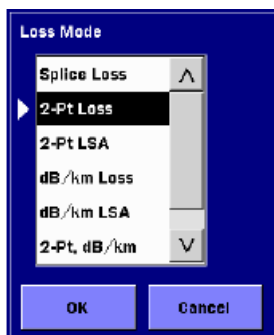 Loss Mode
Splice Loss
2-Pt Loss
2-Pt LSA
dB/km Loss
dB/km LSA
2-Pt, dB/km
OK
Cancel